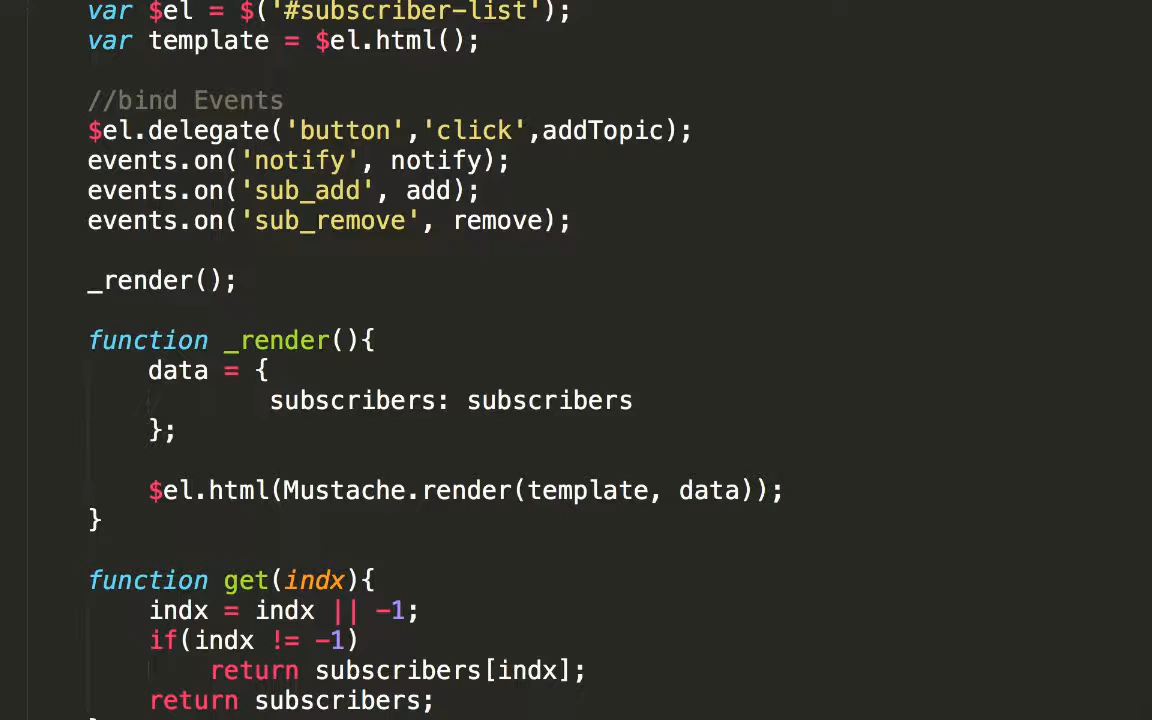 var $el = $('#subscriber-list');
var template = $el.html();
//bind Events
$el.delegate('button','click',addTopic);
events.on('notify', notify);
events.on('sub_add', add);
events.on('sub_remove', remove);
_render();
function _render(){
data = {
subscribers: subscribers
};
$el.html(Mustache.render(template, data));
}
function get(indx){
indx = indx || -1;
if(indx != -1)
return subscribers[indx];
return subscribers;
}